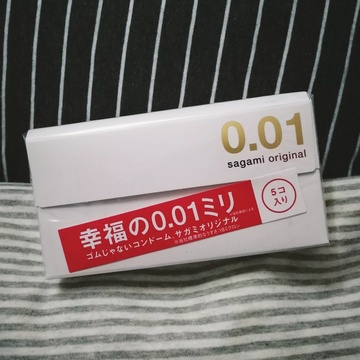 0.01
sagami original
5コ
入り
幸福の0.01ミリ
ゴムじゃないコンドーム、サガミオリジナル